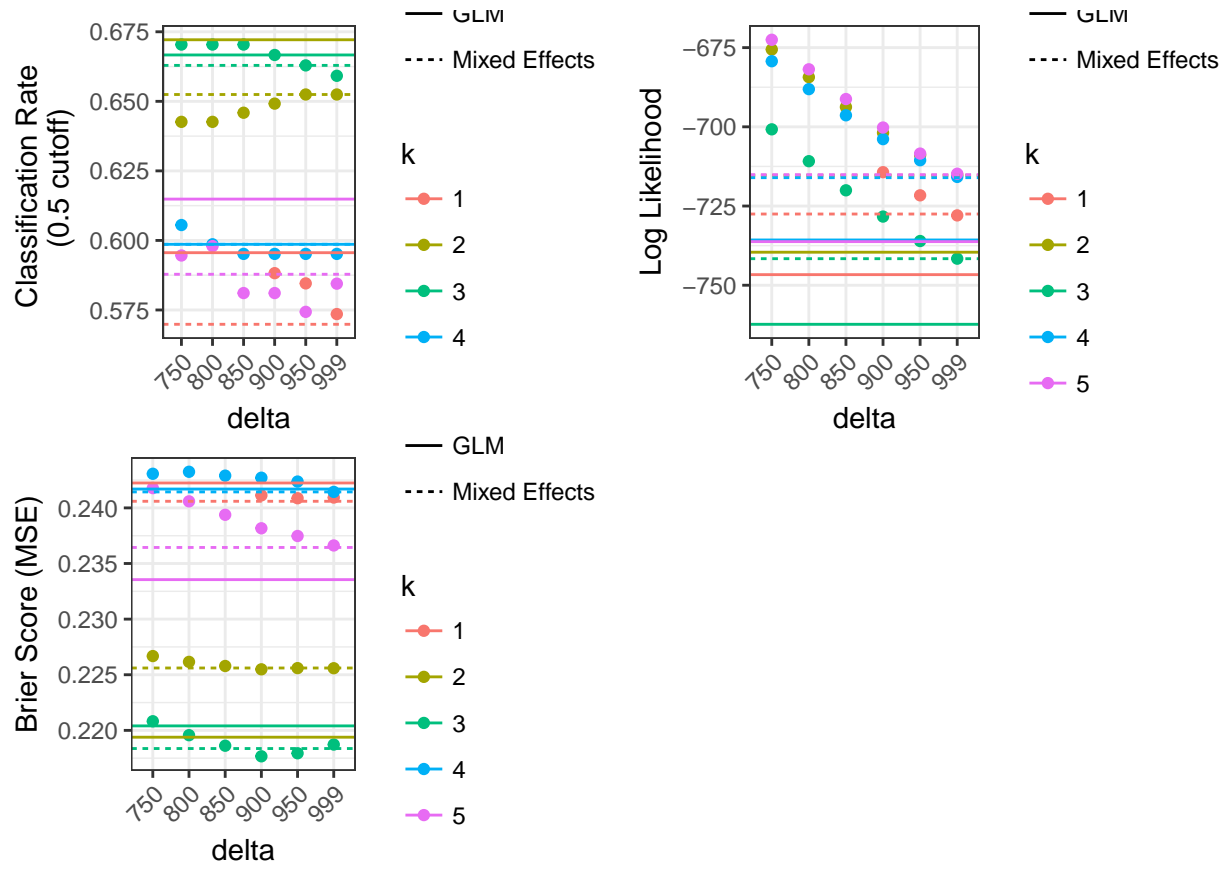 GLM
Mixed Effects
k
1
2
3
4
Classification Rate
(0.5 cutoff)
0.675
0.650
0.625
0.600
0.575
750
800
850
900
950
999
delta
GLM
Mixed Effects
k
1
2
3
4
5
Log Likelihood
−675
−700
−725
−750
750
800
850
900
950
999
delta
GLM
Mixed Effects
k
1
2
3
4
5
Brier Score (MSE)
0.240
0.235
0.230
0.225
0.220
750
800
850
900
950
999
delta